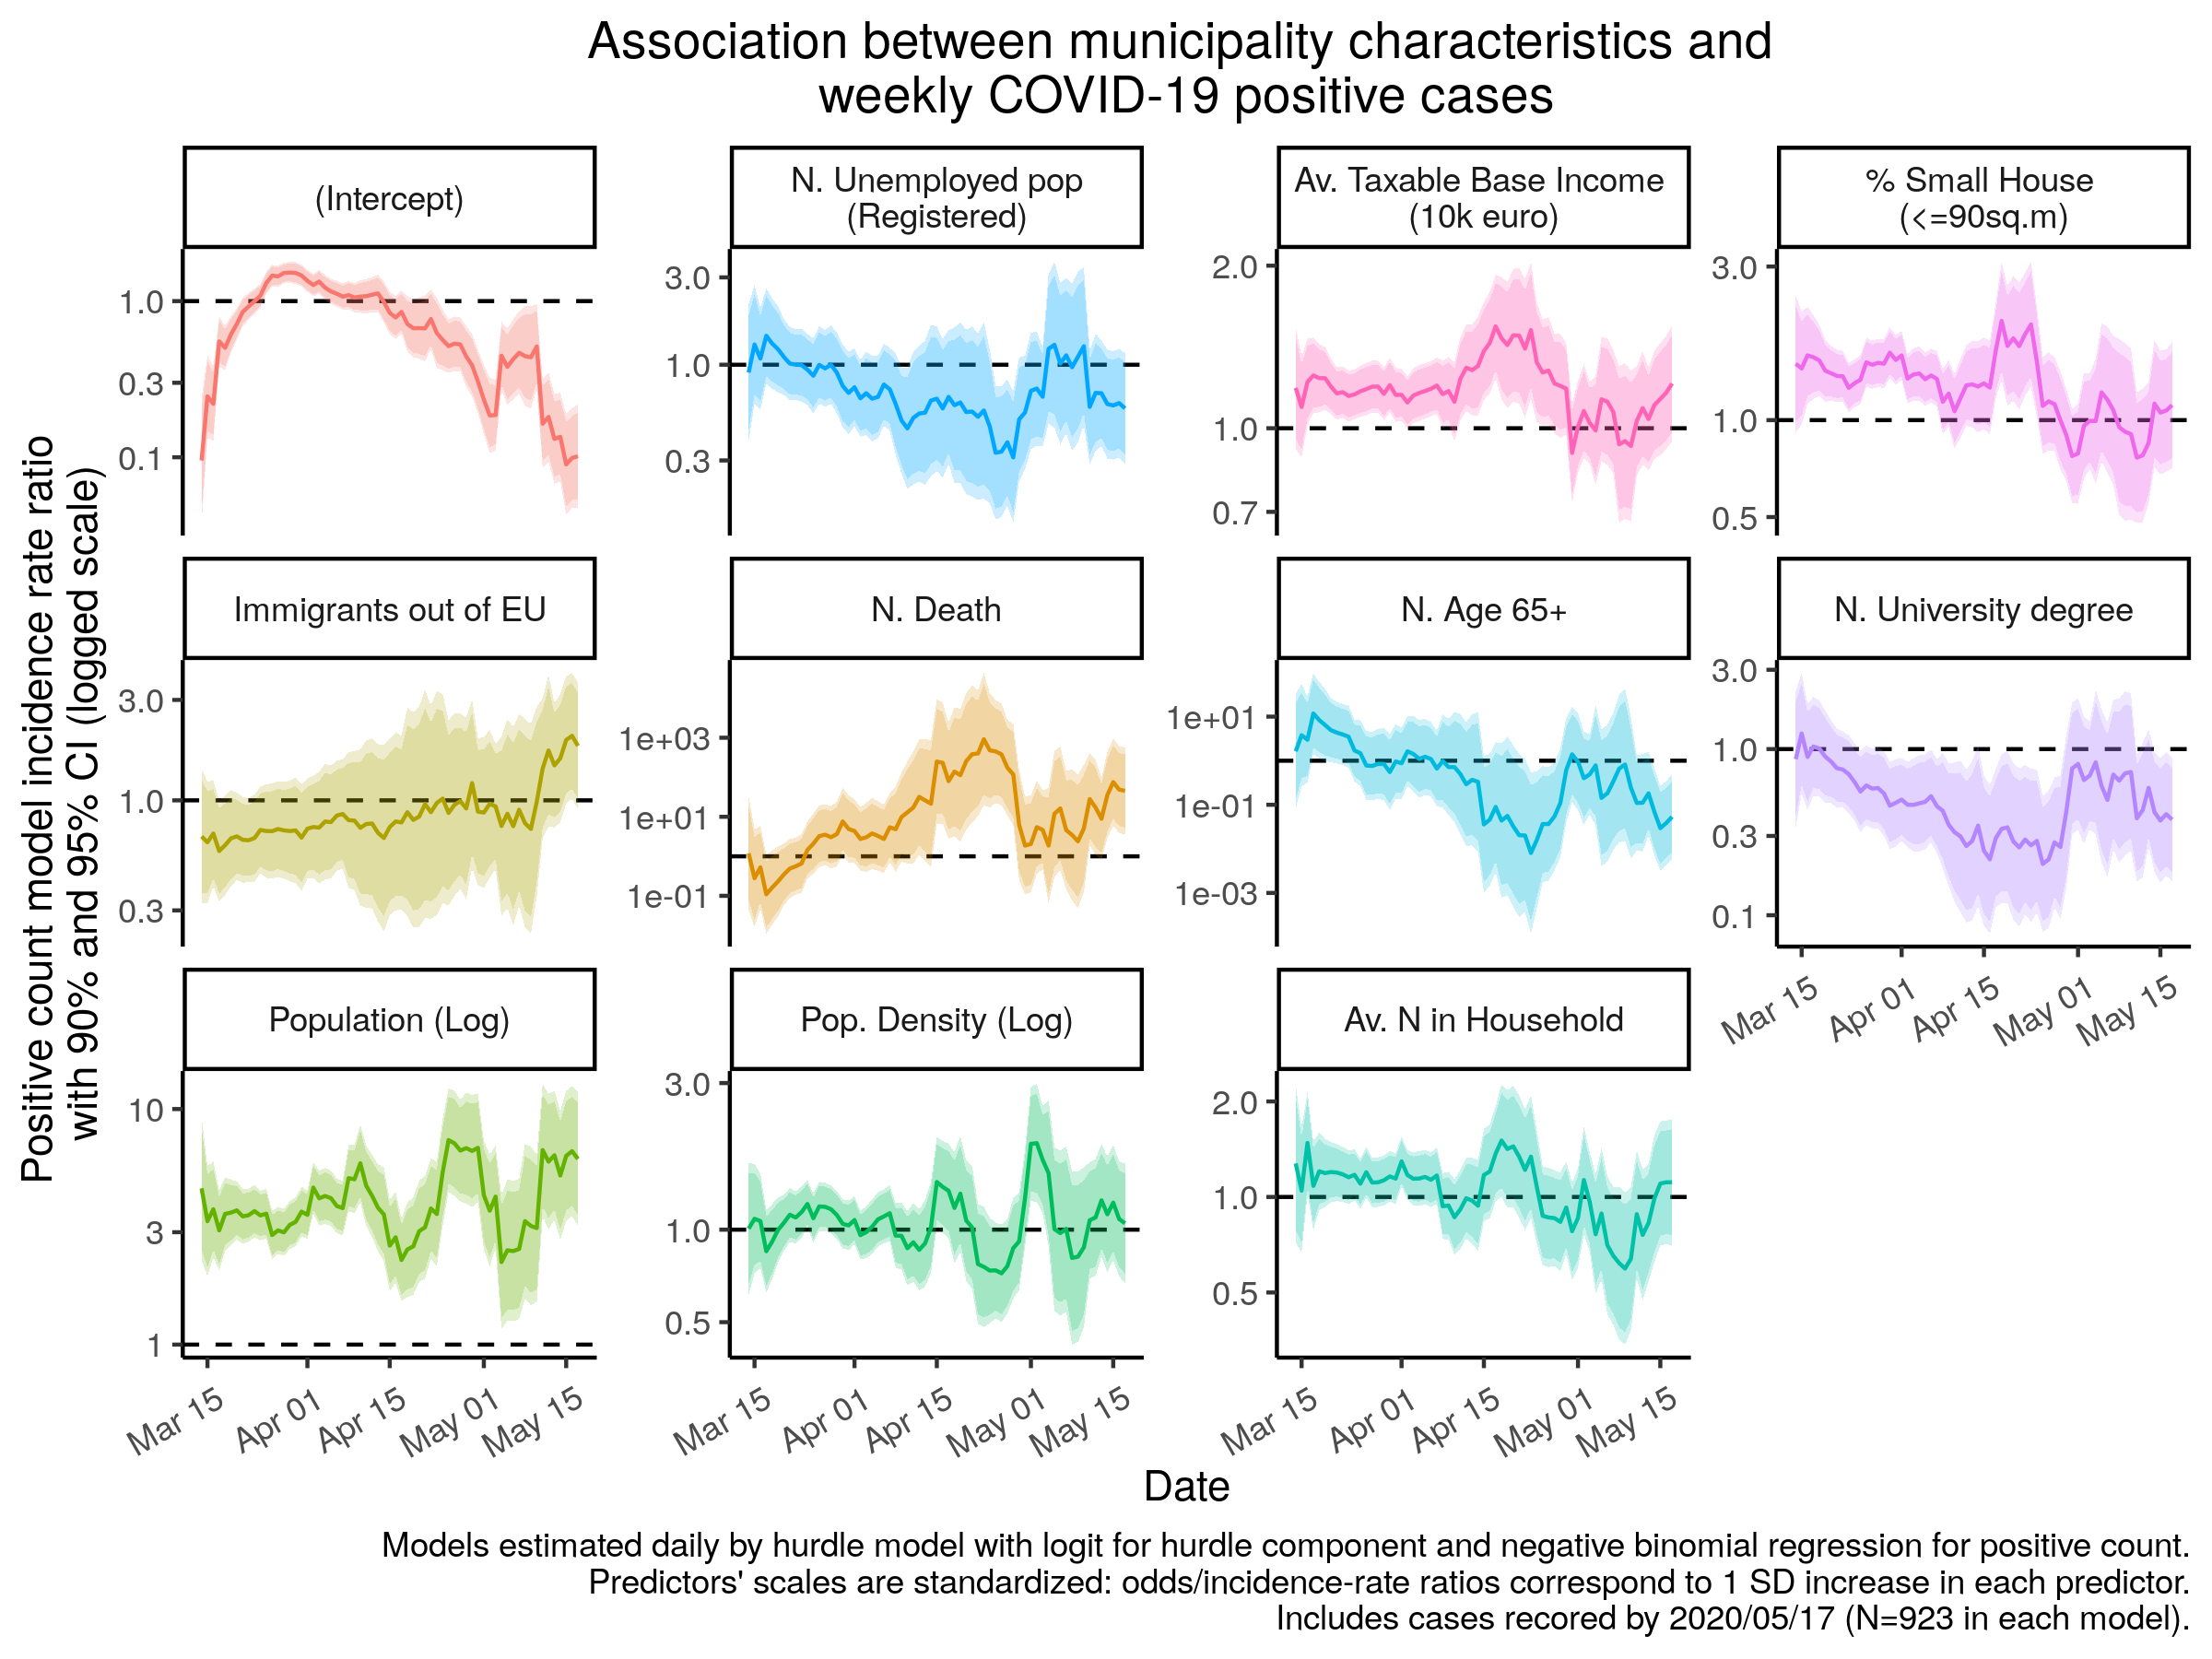 Association between municipality characteristics and
weekly COVID-19 positive cases
Positive count model incidence rate ratio
with 90% and 95% CI (logged scale)
(Intercept)
1.0
0.3
0.1
N. Unemployed pop
(Registered)
3.0
1.0
0.3
Av. Taxable Base Income
(10k euro)
2.0
1.0
0.7
% Small House
(<=90sq.m)
3.0
1.0
0.5
Immigrants out of EU
3.0
1.0
0.3
N. Death
1e+03
1e+01
1e-01
N. Age 65+
1e+01
1e-01
1e-03
N. University degree
3.0
1.0
0.3
0.1
Mar 15 Apr 01 Apr 15 May 01 May 15
Population (Log)
10
3
1
Mar 15 Apr 01 Apr 15 May 01 May 15
Pop. Density (Log)
3.0
1.0
0.5
Mar 15 Apr 01 Apr 15 May 01 May 15
Av. N in Household
2.0
1.0
0.5
Mar 15 Apr 01 Apr 15 May 01 May 15
Date
Models estimated daily by hurdle model with logit for hurdle component and negative binomial regression for positive count.
Predictors' scales are standardized: odds/incidence-rate ratios correspond to 1 SD increase in each predictor.
Includes cases recored by 2020/05/17 (N=923 in each model).